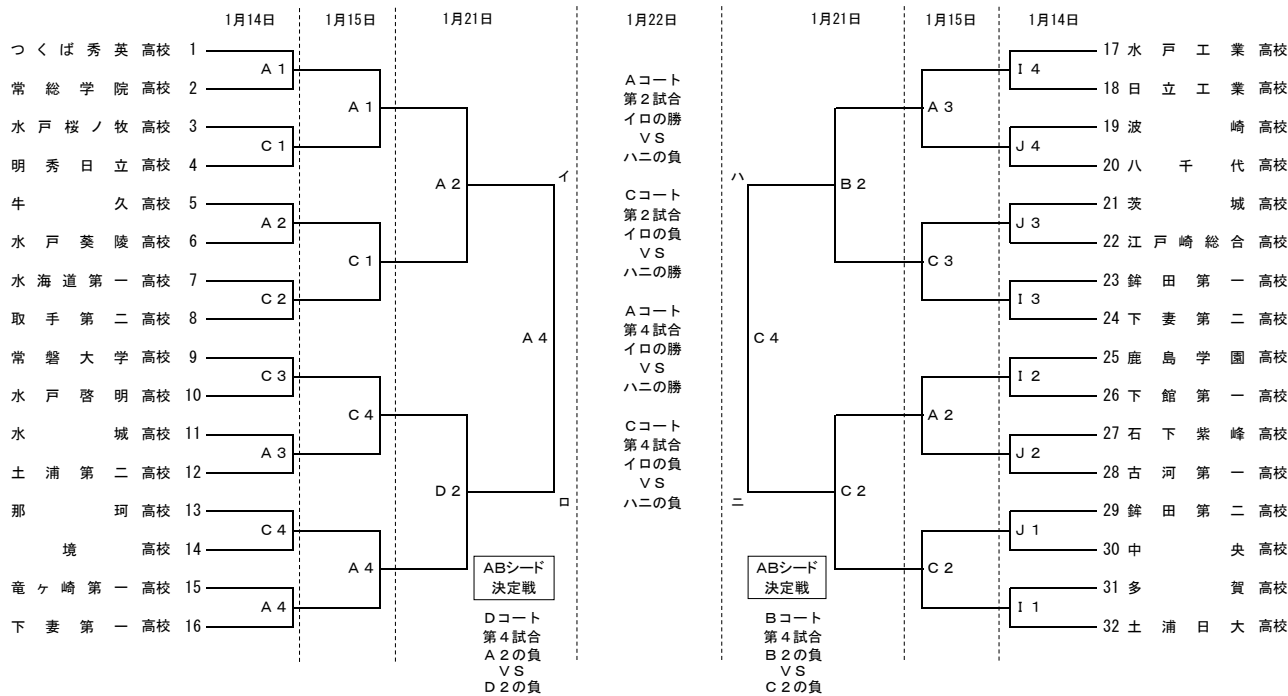 1月14日 1月15日 1月21日 1月22日 1月21日 1月15日 1月14日
つくば秀英 高校 1
常総学院 高校 2
水戸桜ノ牧 高校 3
明秀日立 高校 4
牛久 高校 5
水戸葵陵 高校 6
水海道第一 高校 7
取手第二 高校 8
常磐大学 高校 9
水戸啓明 高校 10
水城 高校 11
土浦第二 高校 12
那珂 高校 13
境 高校 14
竜ヶ崎第一 高校 15
下妻第一 高校 16
A1
C1
A2
C2
C3
A3
C4
A4
A1
C1
C4
A4
A2
D2
イ
A4
ロ
ABシード
決定戦
Dコート
第4試合
A2の負
VS
D2の負
Aコート
第2試合
イロの勝
VS
ハニの負
Cコート
第2試合
イロの負
VS
ハニの勝
Aコート
第4試合
イロの勝
VS
ハニの勝
Cコート
第4試合
イロの負
VS
ハニの負
ハ
C4
ニ
ABシード
決定戦
Bコート
第4試合
B2の負
VS
C2の負
B2
C2
A3
C3
A2
C2
I4
J4
J3
I3
I2
J2
J1
I1
17 水戸工業 高校
18 日立工業 高校
19 波崎 高校
20 八千代 高校
21 茨城 高校
22 江戸崎総合 高校
23 鉾田第一 高校
24 下妻第二 高校
25 鹿島学園 高校
26 下館第一 高校
27 石下紫峰 高校
28 古河第一 高校
29 鉾田第二 高校
30 中央 高校
31 多賀 高校
32 土浦日大 高校